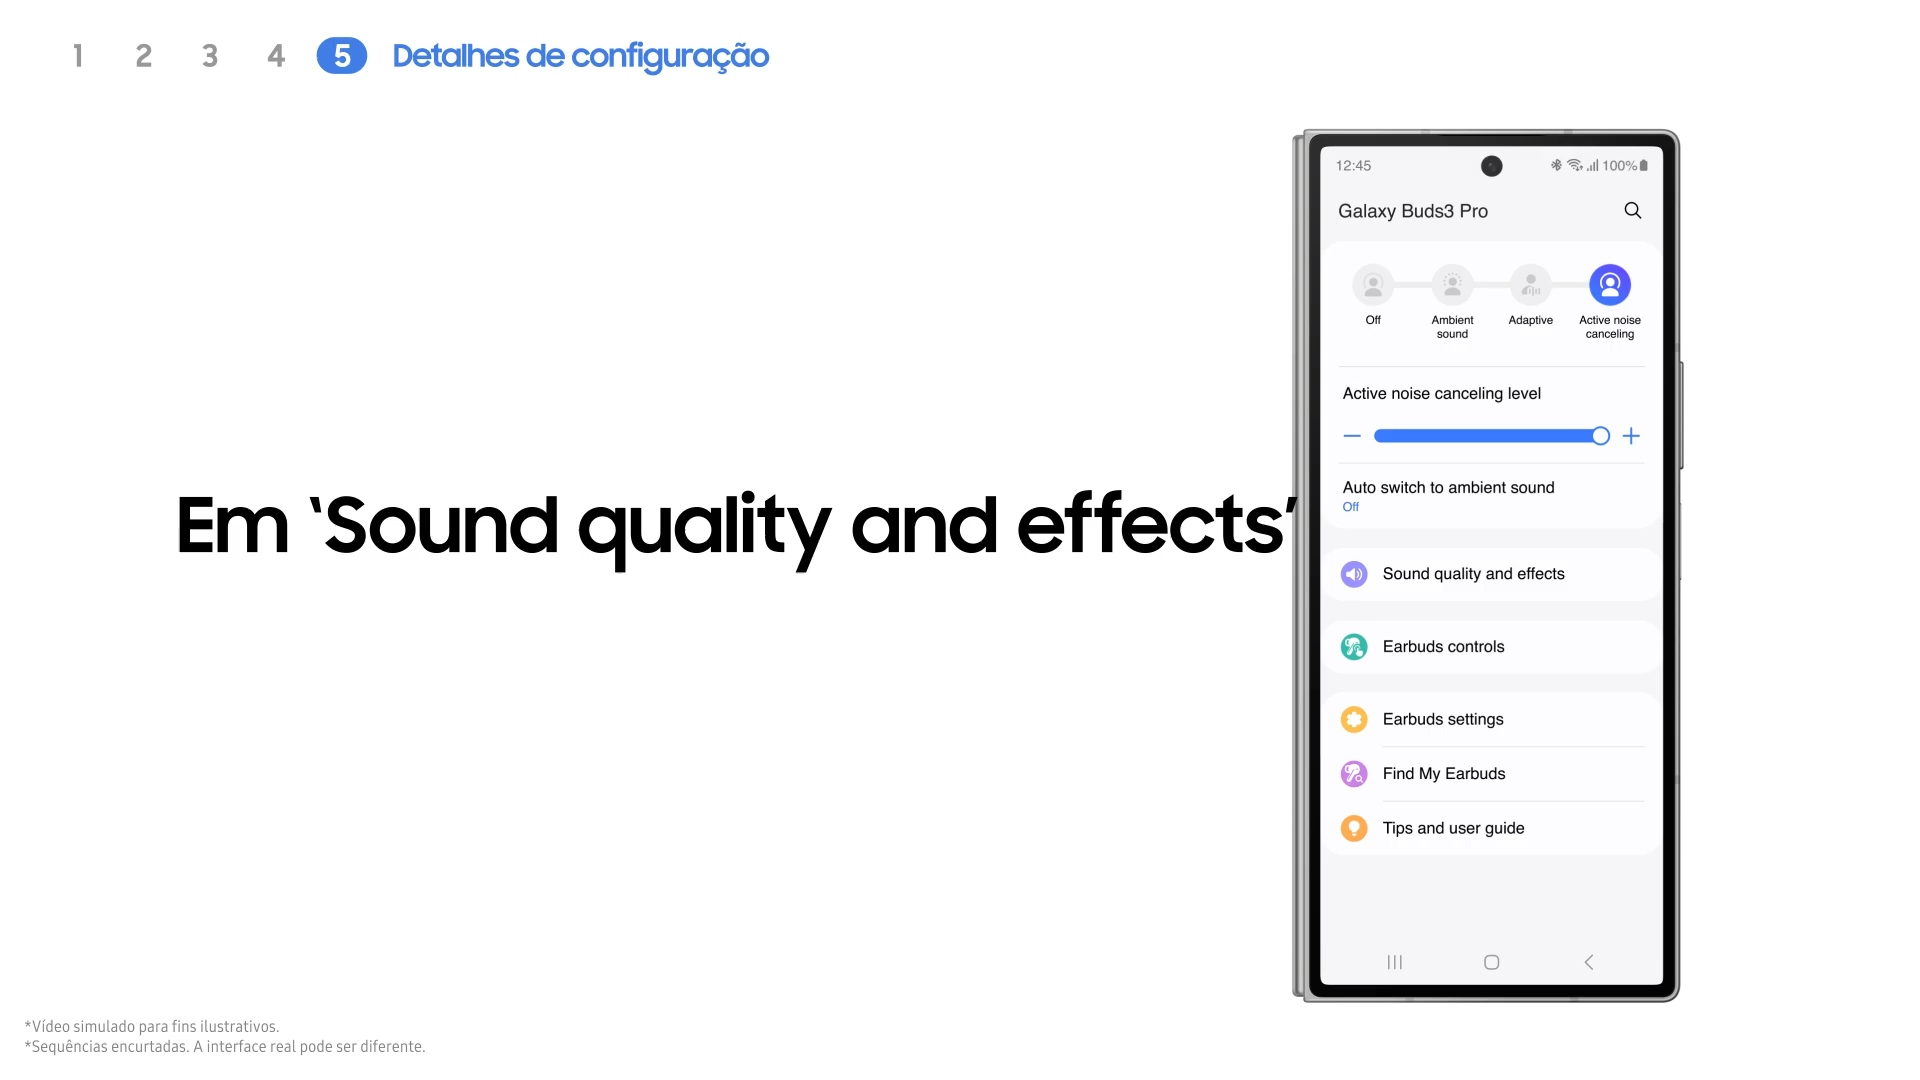 1 2 3 4 5 Detalhes de configuração
Em ‘Sound quality and effects’
12:45 100%
Galaxy Buds3 Pro
Off
Ambient sound
Adaptive
Active noise canceling
Active noise canceling level
Auto switch to ambient sound
Off
Sound quality and effects
Earbuds controls
Earbuds settings
Find My Earbuds
Tips and user guide
*Vídeo simulado para fins ilustrativos.
*Sequências encurtadas. A interface real pode ser diferente.